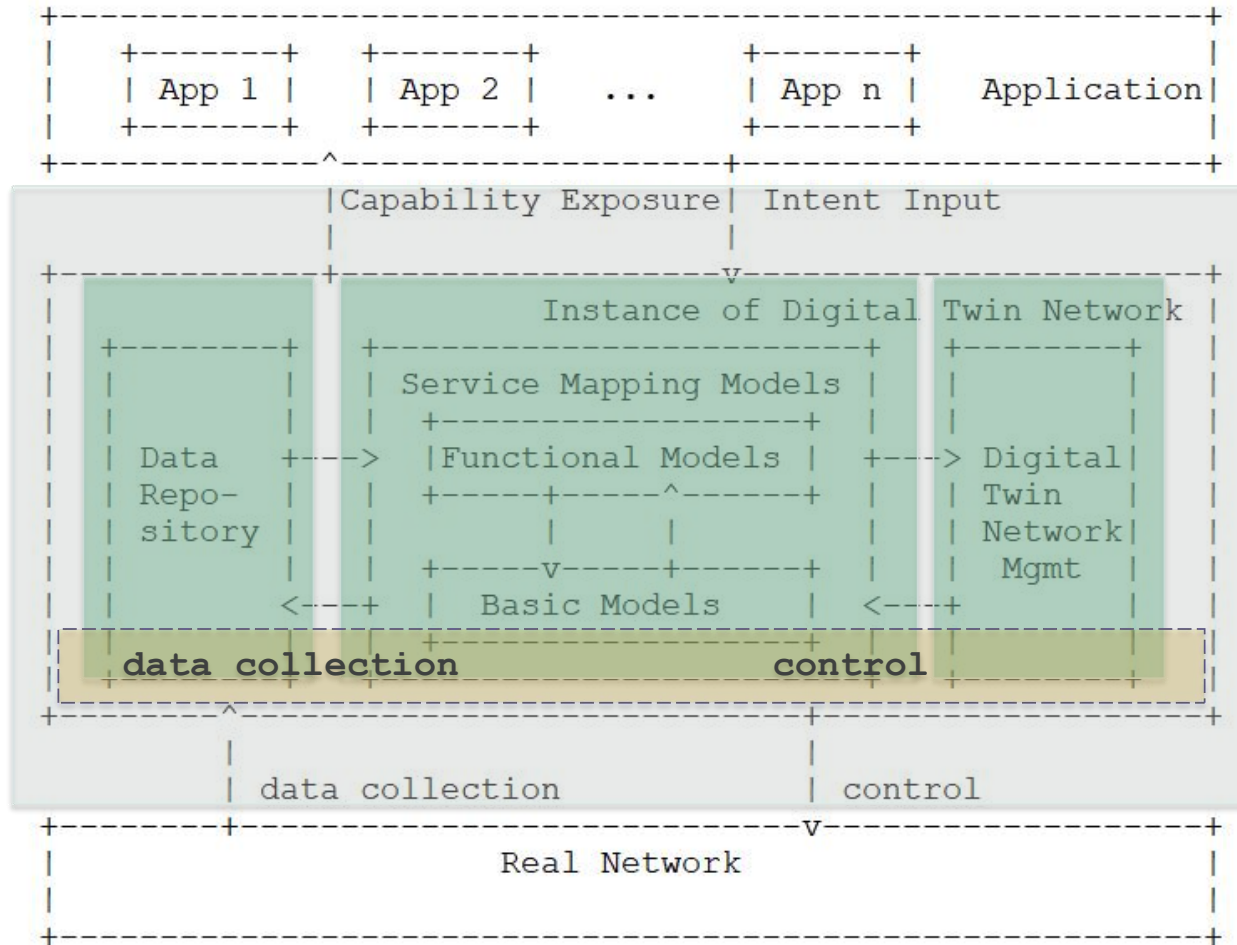 App 1 App 2 ... App n Application
Capability Exposure Intent Input
Instance of Digital Twin Network
Service Mapping Models
Data Functional Models Digital
Repo- Twin
sitory Network
Mgmt
Basic Models
data collection control
data collection control
Real Network